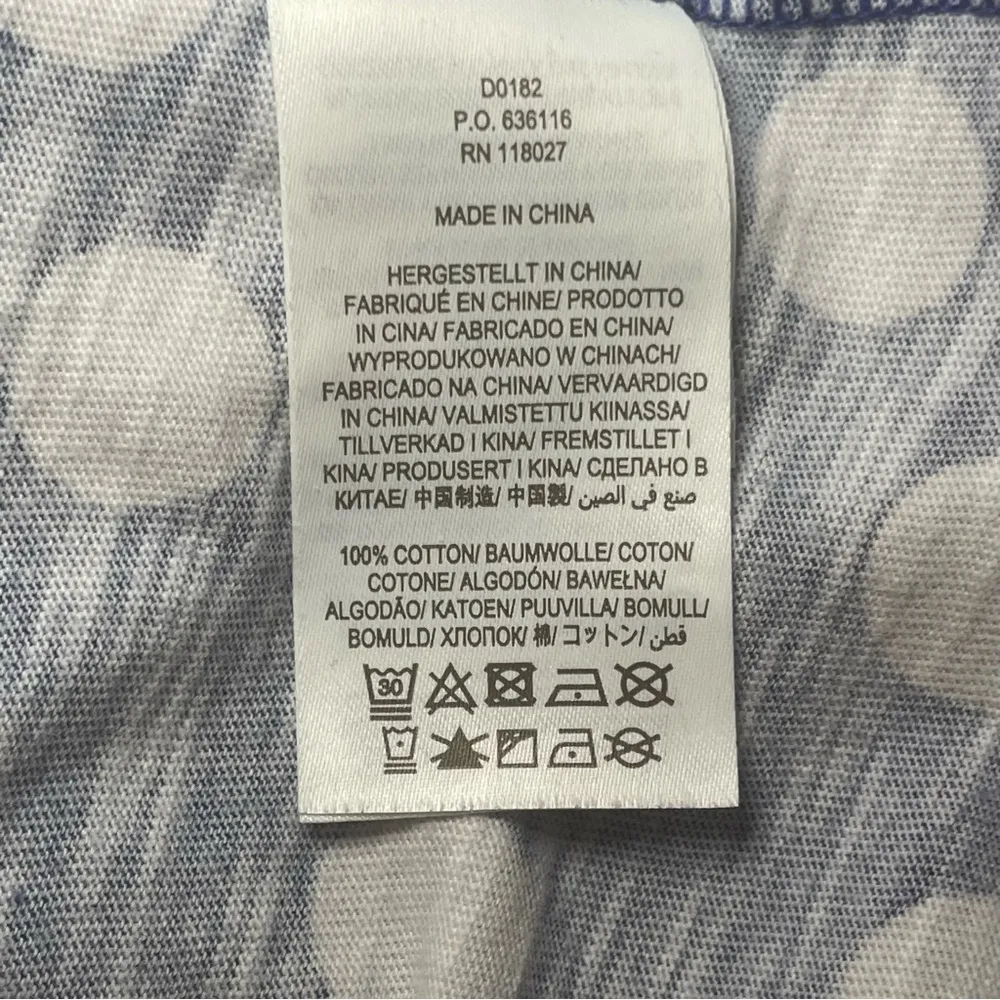 D0182
P.O. 636116
RN 118027
MADE IN CHINA
HERGESTELLT IN CHINA/
FABRIQUÉ EN CHINE/ PRODOTTO
IN CINA/ FABRICADO EN CHINA/
WYPRODUKOWANO W CHINACH/
FABRICADO NA CHINA/ VERVAARDIGD
IN CHINA/ VALMISTETTU KIINASSA/
TILLVERKAD I KINA/ FREMSTILLET I
KINA/ PRODUSERT I KINA/ СДЕЛАНО В
КИТАЕ/ 中国制造/ 中国製/ صنع في الصين
100% COTTON/ BAUMWOLLE/ COTON/
COTONE/ ALGODÓN/ BAWEŁNA/
ALGODÃO/ KATOEN/ PUUVILLA/ BOMULL/
BOMULD/ ХЛОПОК/ 棉/ コットン/ قطن
30